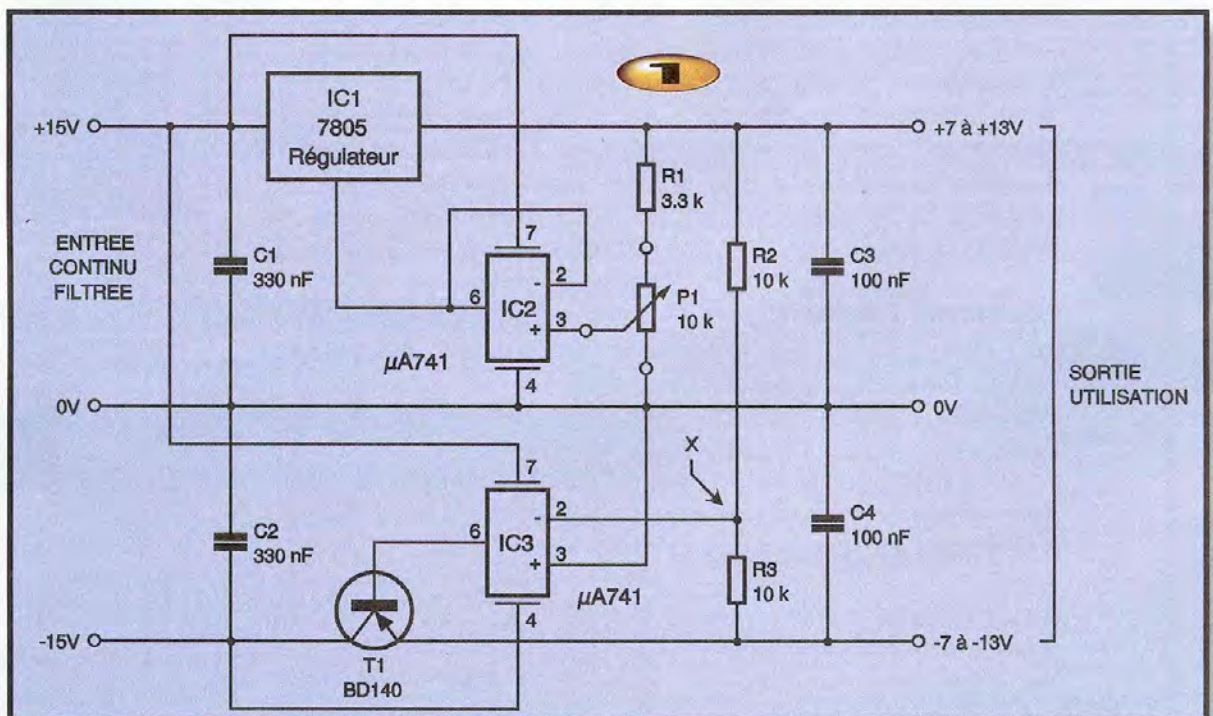 1
IC1
7805
Régulateur
+15V
+7 à +13V
R1
3.3 k
ENTREE
CONTINU
FILTREE
C1
330 nF
7
2
-
6
IC2
+
3
P1
10 k
R2
10 k
C3
100 nF
µA741
4
SORTIE
UTILISATION
0V
0V
X
7
C2
330 nF
6
IC3
2
-
3
+
µA741
4
R3
10 k
C4
100 nF
-15V
-7 à -13V
T1
BD140